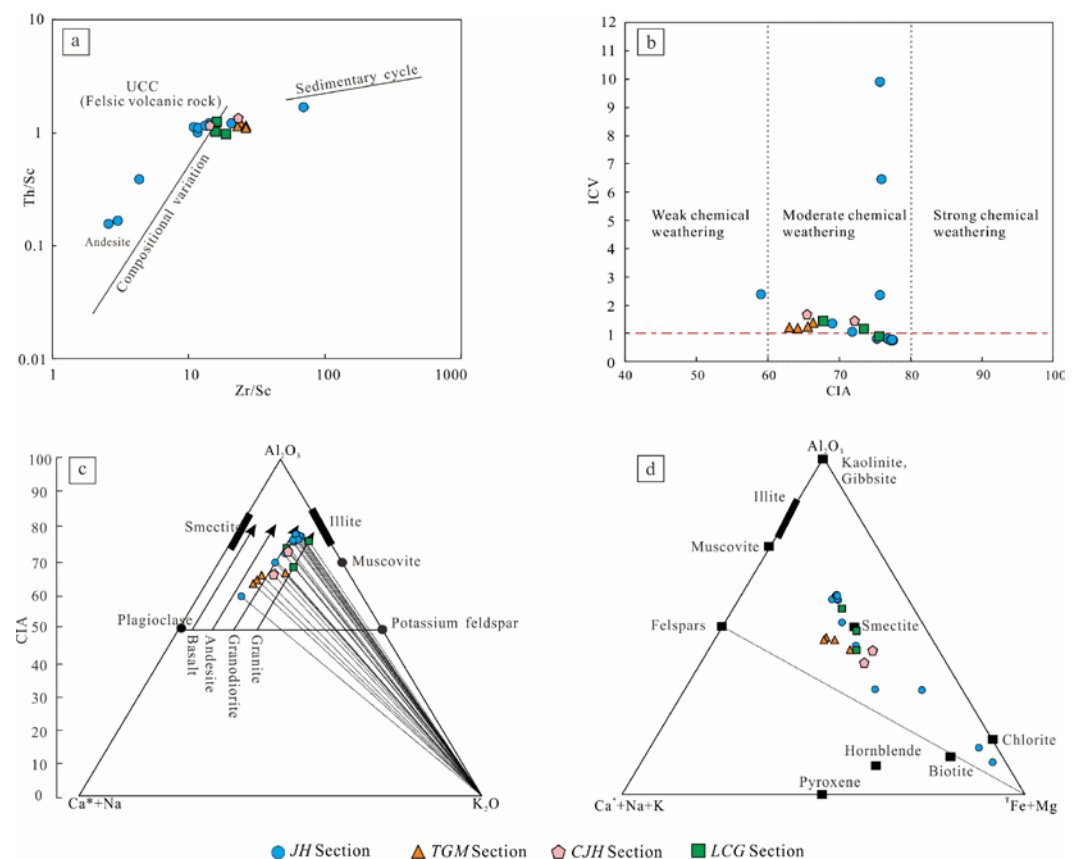 a
10
1
0.1
0.01
Th/Sc
UCC
(Felsic volcanic rock)
Sedimentary cycle
Compositional variation
Andesite
1
10
100
1000
Zr/Sc
b
12
11
10
9
8
7
6
5
4
3
2
1
0
ICV
Weak chemical
weathering
Moderate chemical
weathering
Strong chemical
weathering
40
50
60
70
80
90
100
CIA
c
100
90
80
70
60
50
40
30
20
10
0
CIA
Al₂O₃
Smectite
Illite
Muscovite
Plagioclase
Potassium feldspar
Basalt
Andesite
Granodiorite
Granite
Ca*+Na
K₂O
d
Al₂O₃
Kaolinite,
Gibbsite
Illite
Muscovite
Felspars
Smectite
Chlorite
Hornblende
Biotite
Pyroxene
Ca*+Na+K
ᵀFe+Mg
JH Section
TGM Section
CJH Section
LCG Section